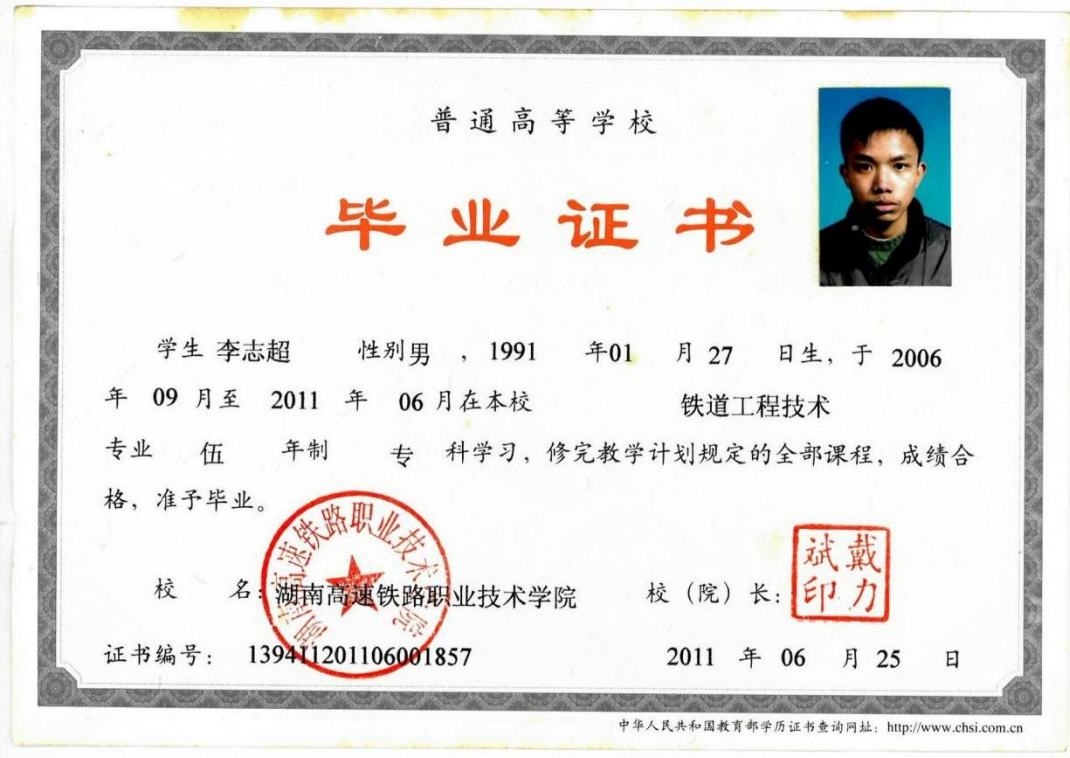 普通高等学校
毕业证书
学生 李志超 性别男 ，1991 年01 月 27 日生，于 2006
年 09 月至 2011 年 06 月在本校 铁道工程技术
专业 伍 年制 专 科学习，修完教学计划规定的全部课程，成绩合
格，准予毕业。
湖南高速铁路职业技术学院
校 名：湖南高速铁路职业技术学院 校（院）长：
戴力斌印
证书编号： 139411201106001857 2011 年 06 月 25 日
中华人民共和国教育部学历证书查询网址：http://www.chsi.com.cn